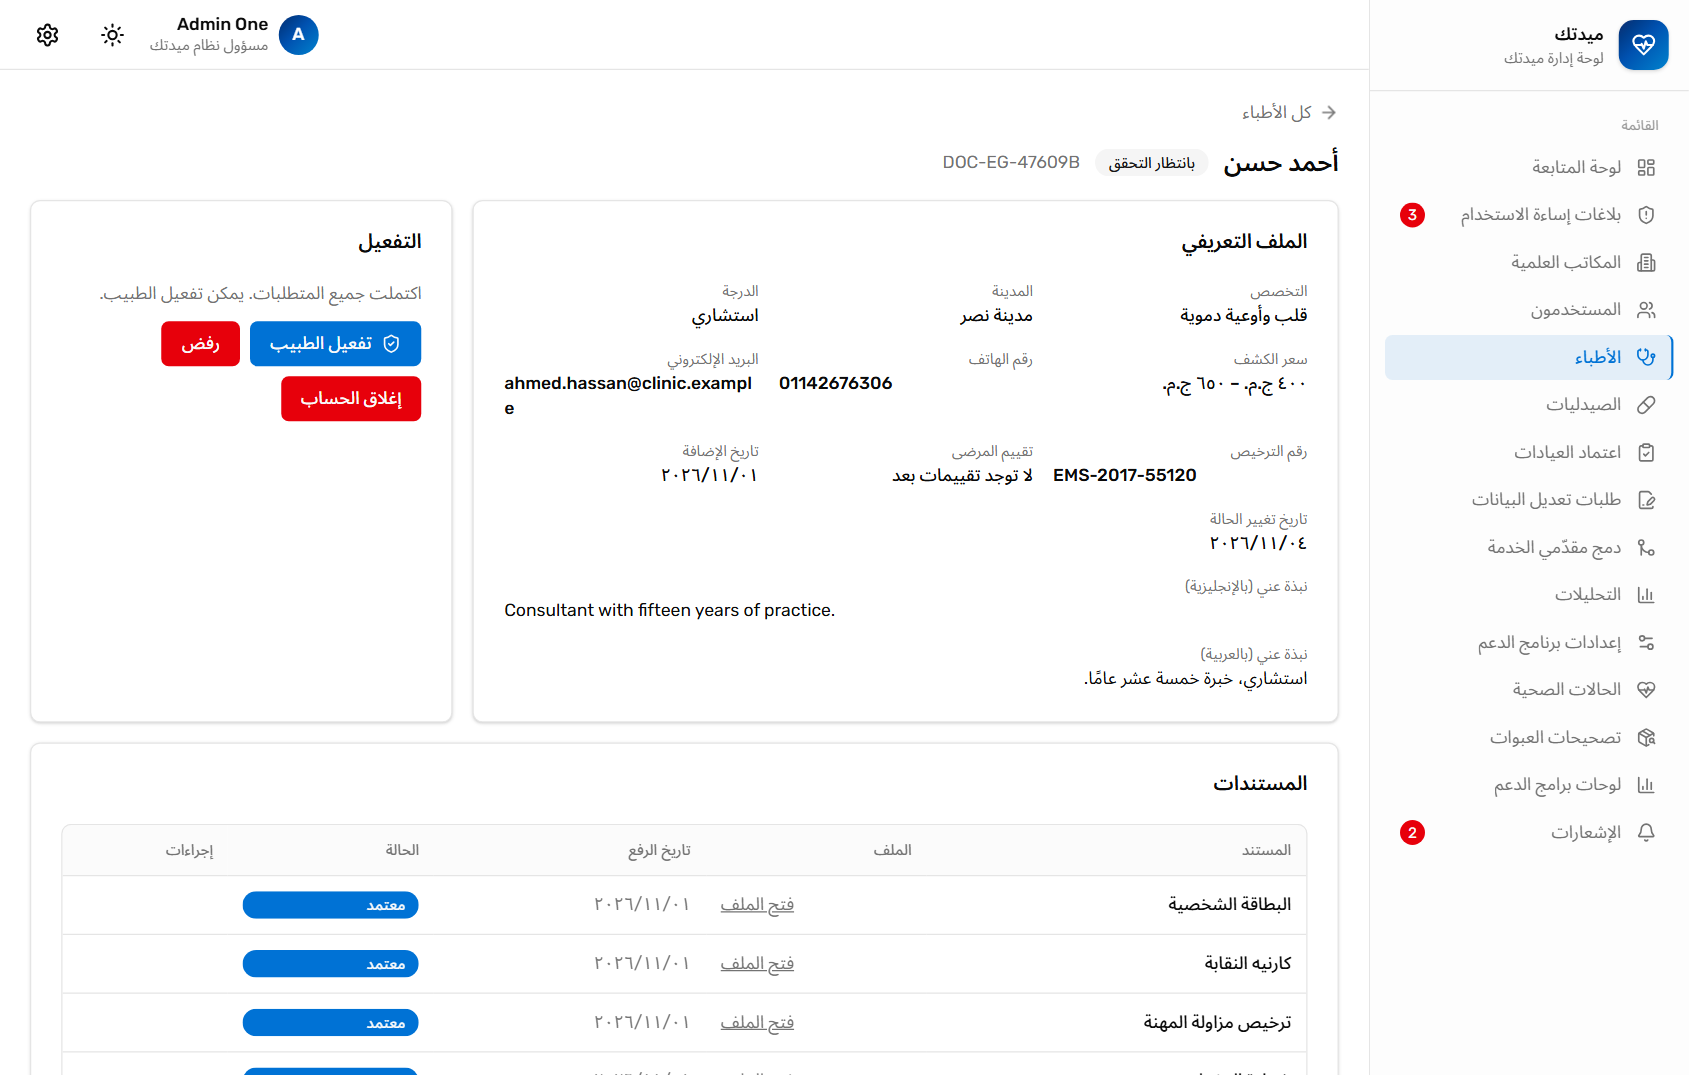 ميدتك
لوحة إدارة ميدتك
A
Admin One
مسؤول نظام ميدتك
القائمة
لوحة المتابعة
بلاغات إساءة الاستخدام
3
المكاتب العلمية
المستخدمون
الأطباء
الصيدليات
اعتماد العيادات
طلبات تعديل البيانات
دمج مقدّمي الخدمة
التحليلات
إعدادات برنامج الدعم
الحالات الصحية
تصحيحات العبوات
لوحات برامج الدعم
الإشعارات
2
كل الأطباء
أحمد حسن بانتظار التحقق DOC-EG-47609B
الملف التعريفي
التخصص المدينة الدرجة
قلب وأوعية دموية مدينة نصر استشاري
سعر الكشف رقم الهاتف البريد الإلكتروني
٤٠٠ ج.م.‏ – ٦٥٠ ج.م.‏ 01142676306 ahmed.hassan@clinic.exampl
e
رقم الترخيص تقييم المرضى تاريخ الإضافة
EMS-2017-55120 لا توجد تقييمات بعد ٢٠٢٦/١١/٠١
تاريخ تغيير الحالة
٢٠٢٦/١١/٠٤
نبذة عني (بالإنجليزية)
Consultant with fifteen years of practice.
نبذة عني (بالعربية)
استشاري، خبرة خمسة عشر عامًا.
التفعيل
اكتملت جميع المتطلبات. يمكن تفعيل الطبيب.
تفعيل الطبيب رفض
إغلاق الحساب
المستندات
المستند الملف تاريخ الرفع الحالة إجراءات
البطاقة الشخصية فتح الملف ٢٠٢٦/١١/٠١ معتمد
كارنيه النقابة فتح الملف ٢٠٢٦/١١/٠١ معتمد
ترخيص مزاولة المهنة فتح الملف ٢٠٢٦/١١/٠١ معتمد